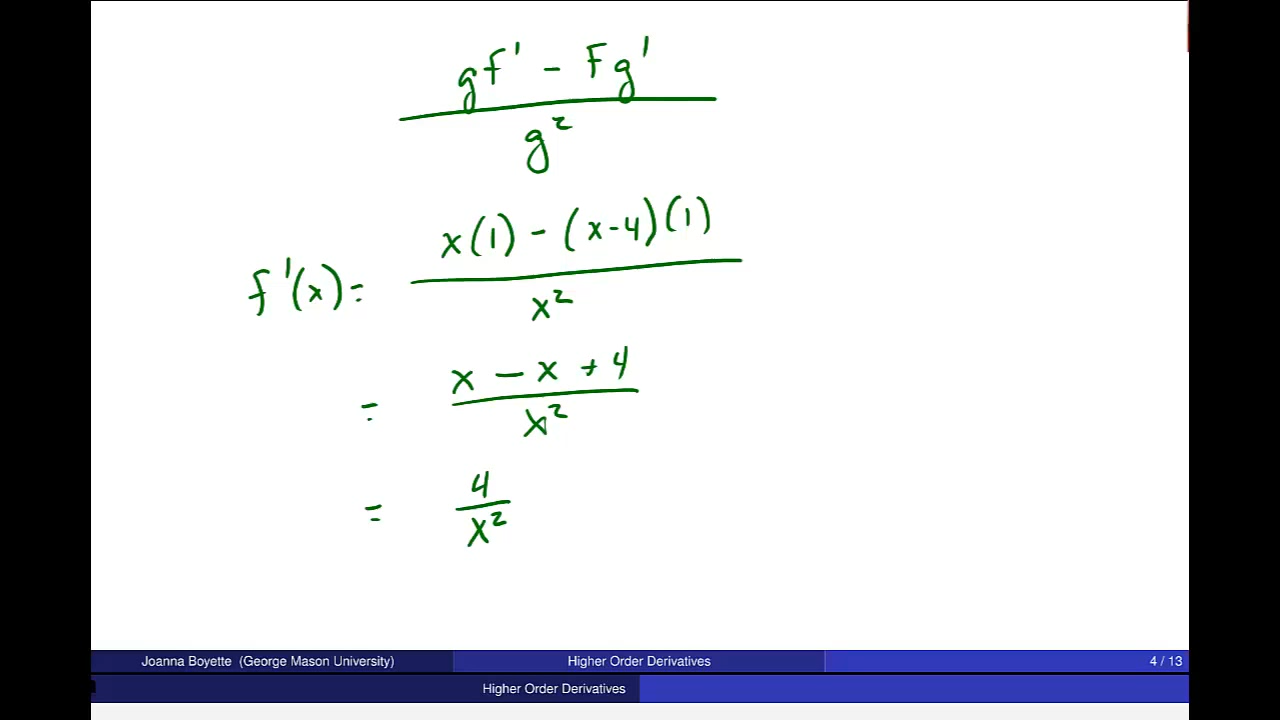 gf' - Fg'
g²
f'(x) = x(1) - (x-4)(1)
x²
= x - x + 4
x²
= 4
x²
Joanna Boyette (George Mason University) Higher Order Derivatives 4 / 13
Higher Order Derivatives